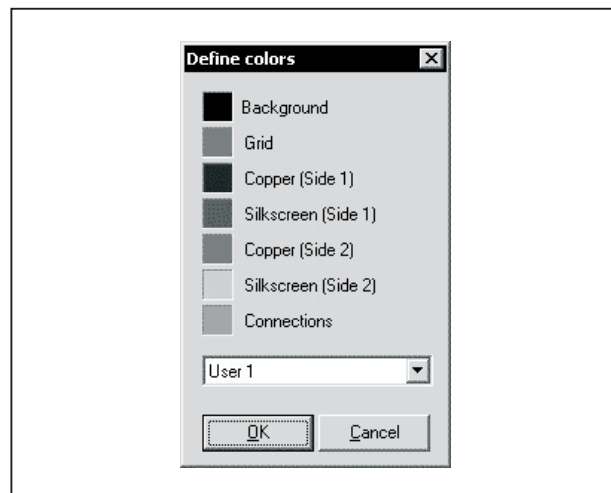 Define colors
Background
Grid
Copper (Side 1)
Silkscreen (Side 1)
Copper (Side 2)
Silkscreen (Side 2)
Connections
User 1
OK Cancel